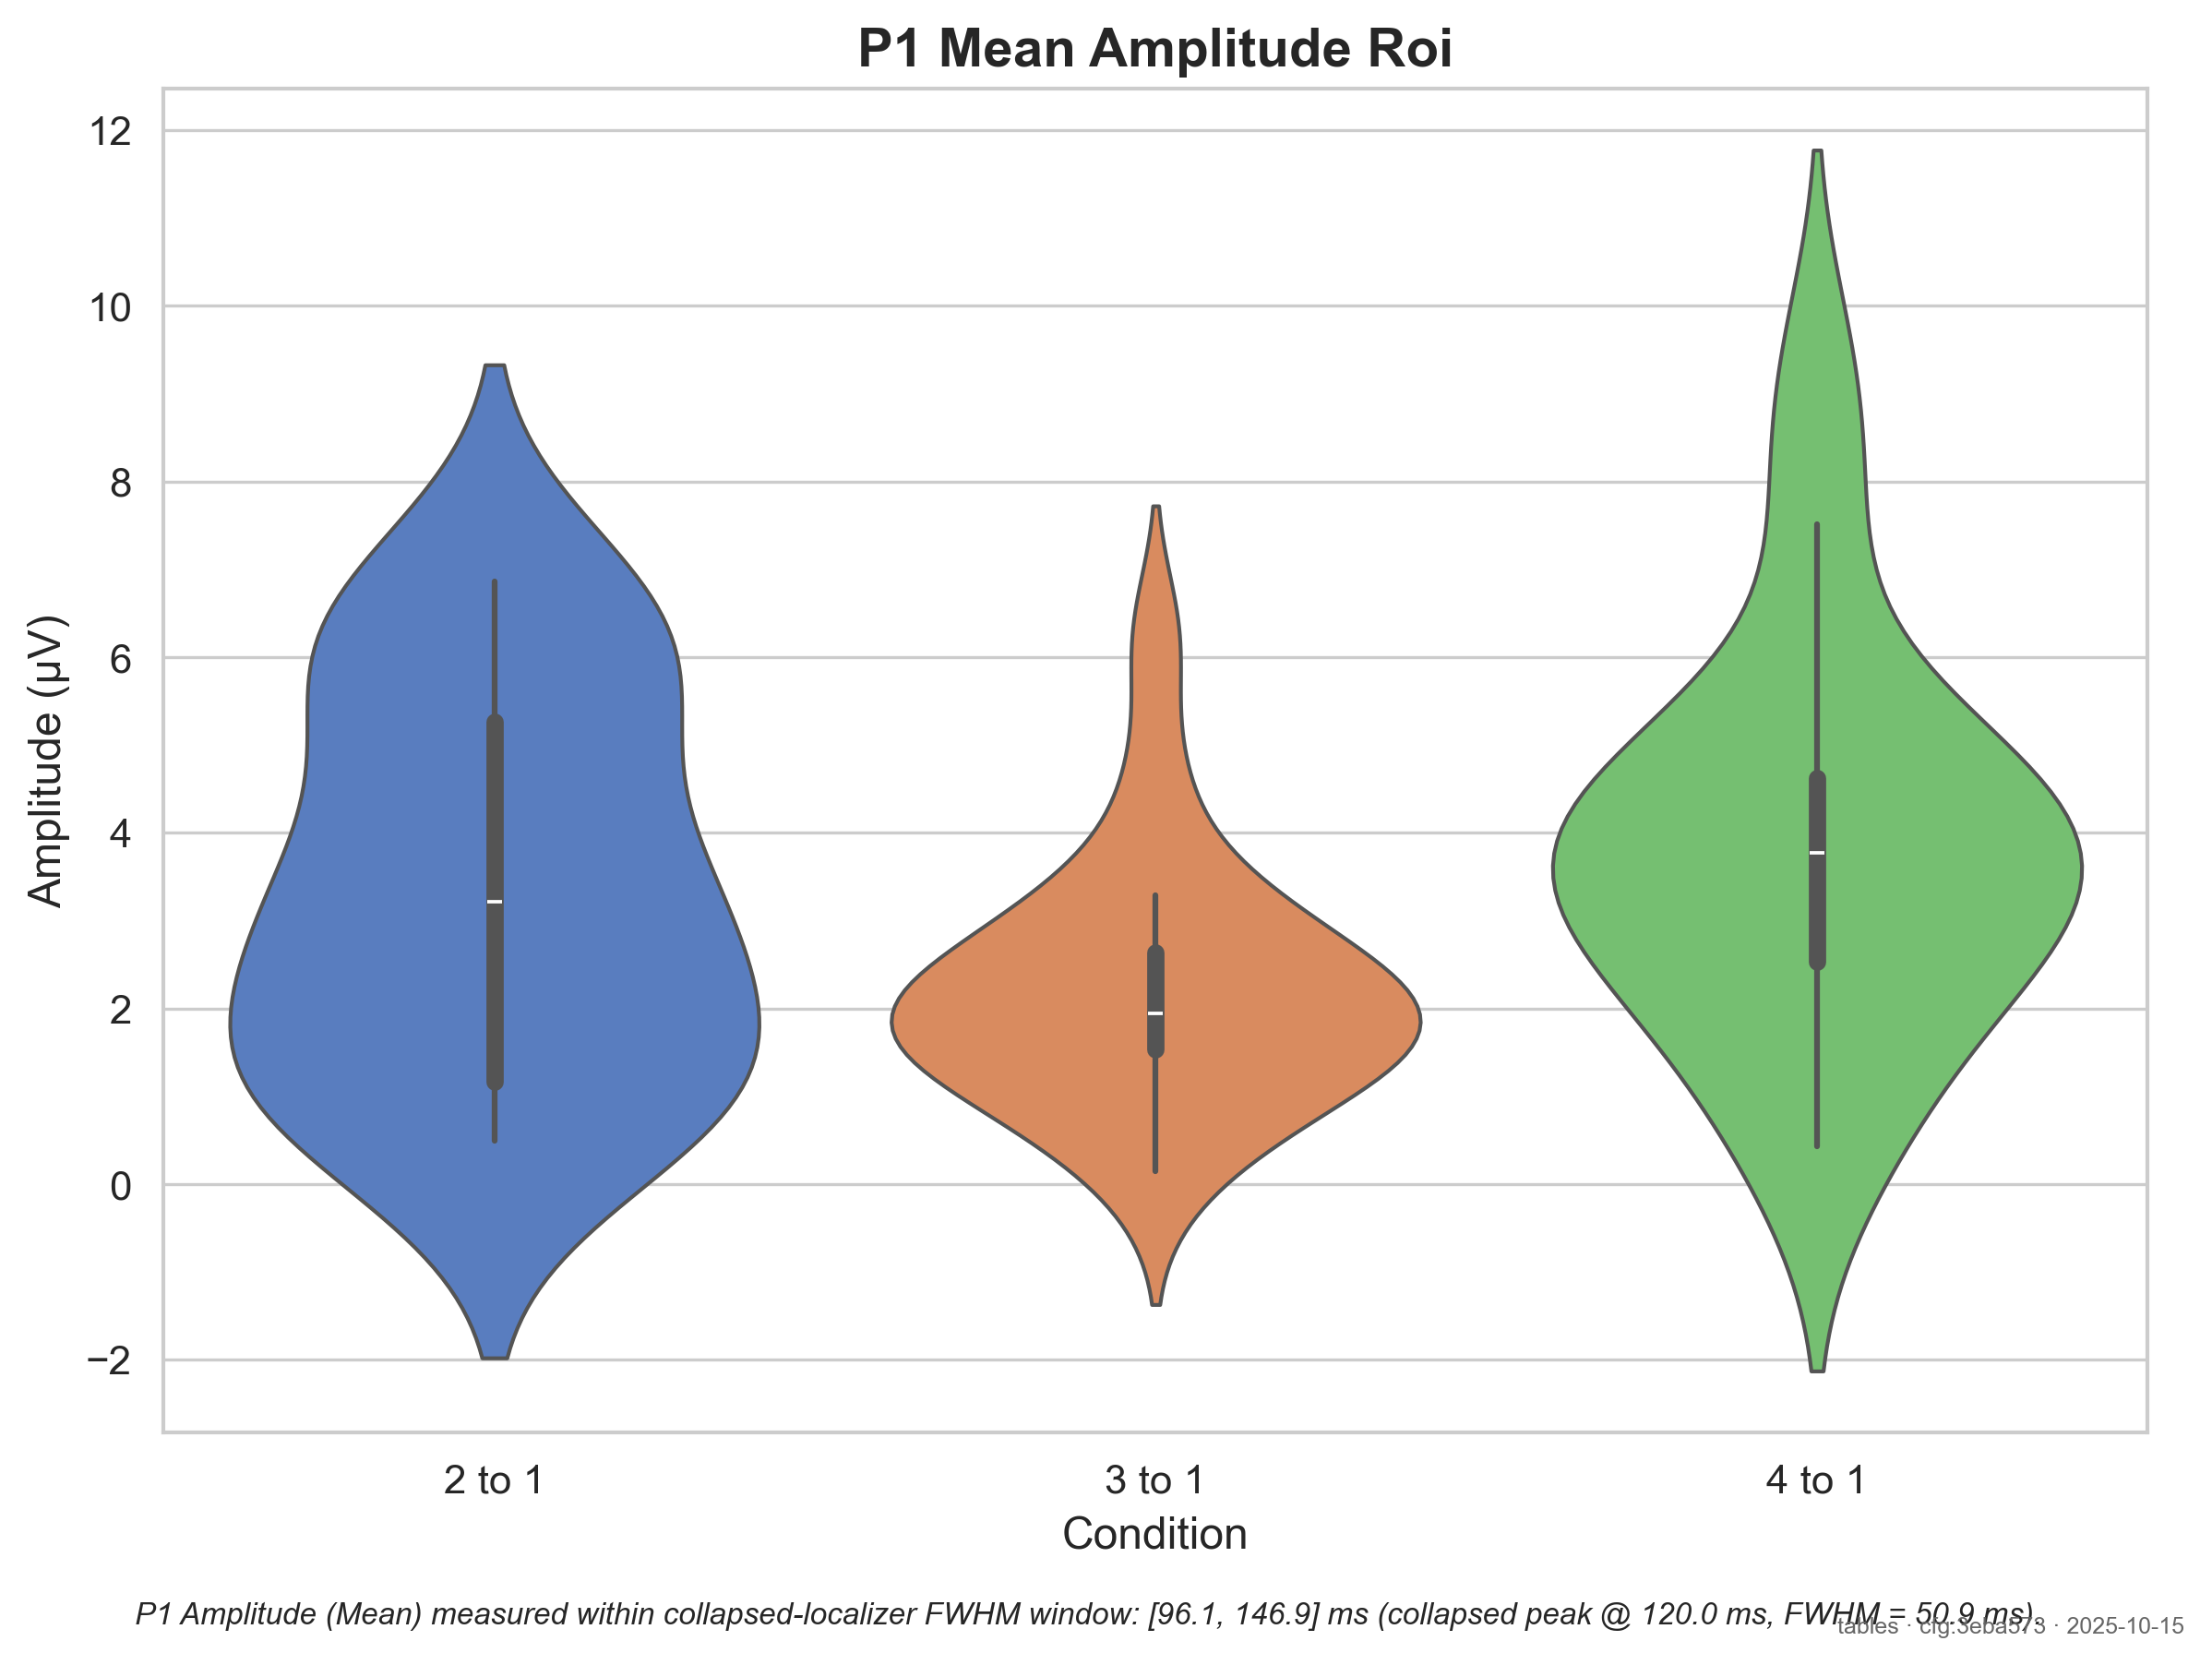 P1 Mean Amplitude Roi
12
10
8
6
4
2
0
−2
Amplitude (µV)
2 to 1
3 to 1
4 to 1
Condition
P1 Amplitude (Mean) measured within collapsed-localizer FWHM window: [96.1, 146.9] ms (collapsed peak @ 120.0 ms, FWHM = 50.9 ms).
tables · cfg:3eba573 · 2025-10-15